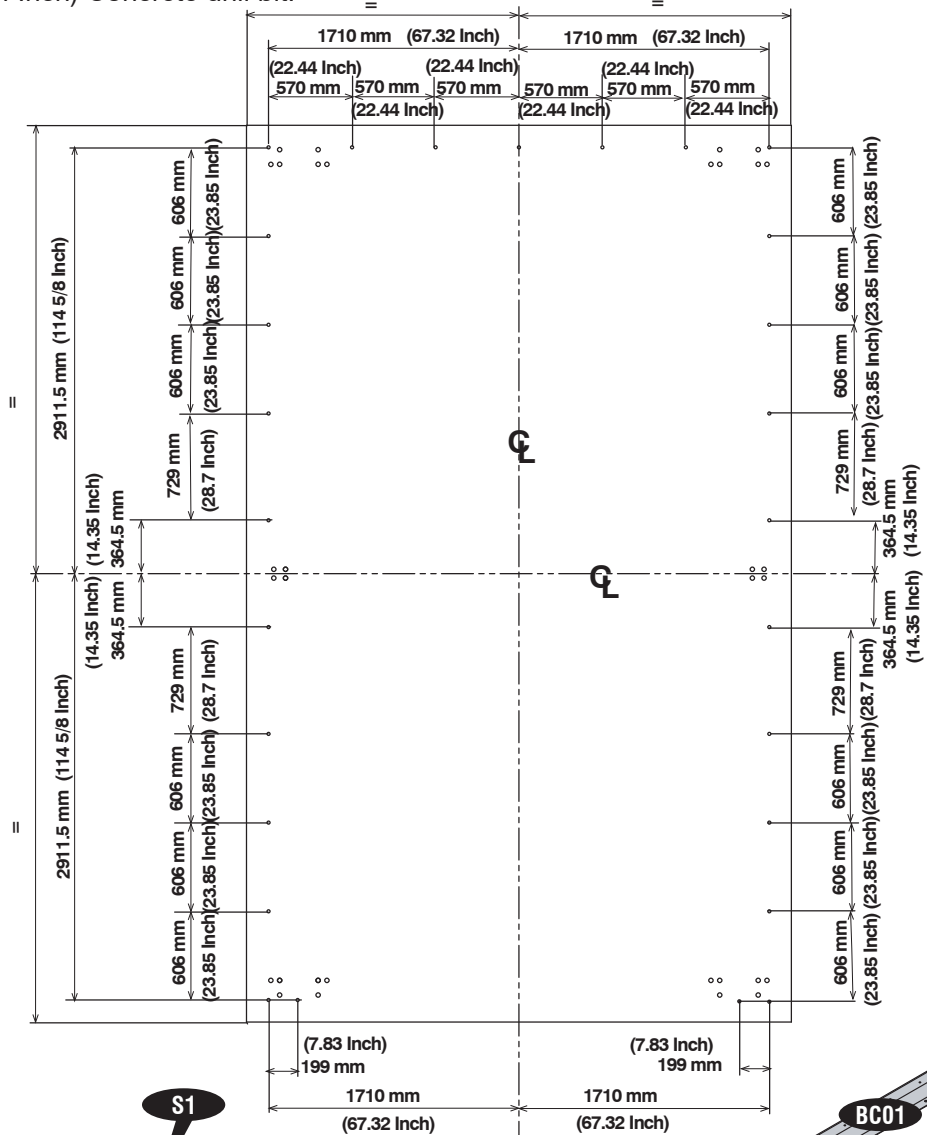 Inch) Concrete drill bit.
= =
1710 mm (67.32 Inch) 1710 mm (67.32 Inch)
(22.44 Inch) (22.44 Inch) (22.44 Inch)
570 mm 570 mm 570 mm 570 mm 570 mm 570 mm
(22.44 Inch) (22.44 Inch) (22.44 Inch)
=
2911.5 mm (114 5/8 Inch)
606 mm
(23.85 Inch)
606 mm
(23.85 Inch)
606 mm
(23.85 Inch)
729 mm
(28.7 Inch)
(14.35 Inch)
364.5 mm
606 mm
(23.85 Inch)
606 mm
(23.85 Inch)
606 mm
(23.85 Inch)
729 mm
(28.7 Inch)
364.5 mm
(14.35 Inch)
CL
CL
=
2911.5 mm (114 5/8 Inch)
(14.35 Inch)
364.5 mm
729 mm
(28.7 Inch)
606 mm
(23.85 Inch)
606 mm
(23.85 Inch)
606 mm
(23.85 Inch)
364.5 mm
(14.35 Inch)
729 mm
(28.7 Inch)
606 mm
(23.85 Inch)
606 mm
(23.85 Inch)
606 mm
(23.85 Inch)
(7.83 Inch) (7.83 Inch)
199 mm 199 mm
1710 mm 1710 mm
(67.32 Inch) (67.32 Inch)
S1
BC01